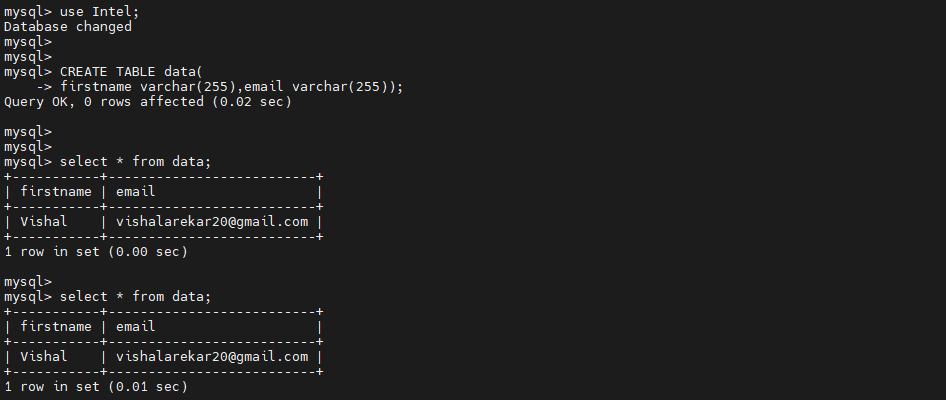 mysql> use Intel;
Database changed
mysql>
mysql>
mysql> CREATE TABLE data(
    -> firstname varchar(255),email varchar(255));
Query OK, 0 rows affected (0.02 sec)

mysql>
mysql>
mysql> select * from data;
+-----------+--------------------------+
| firstname | email                    |
+-----------+--------------------------+
| Vishal    | vishalarekar20@gmail.com |
+-----------+--------------------------+
1 row in set (0.00 sec)

mysql>
mysql> select * from data;
+-----------+--------------------------+
| firstname | email                    |
+-----------+--------------------------+
| Vishal    | vishalarekar20@gmail.com |
+-----------+--------------------------+
1 row in set (0.01 sec)